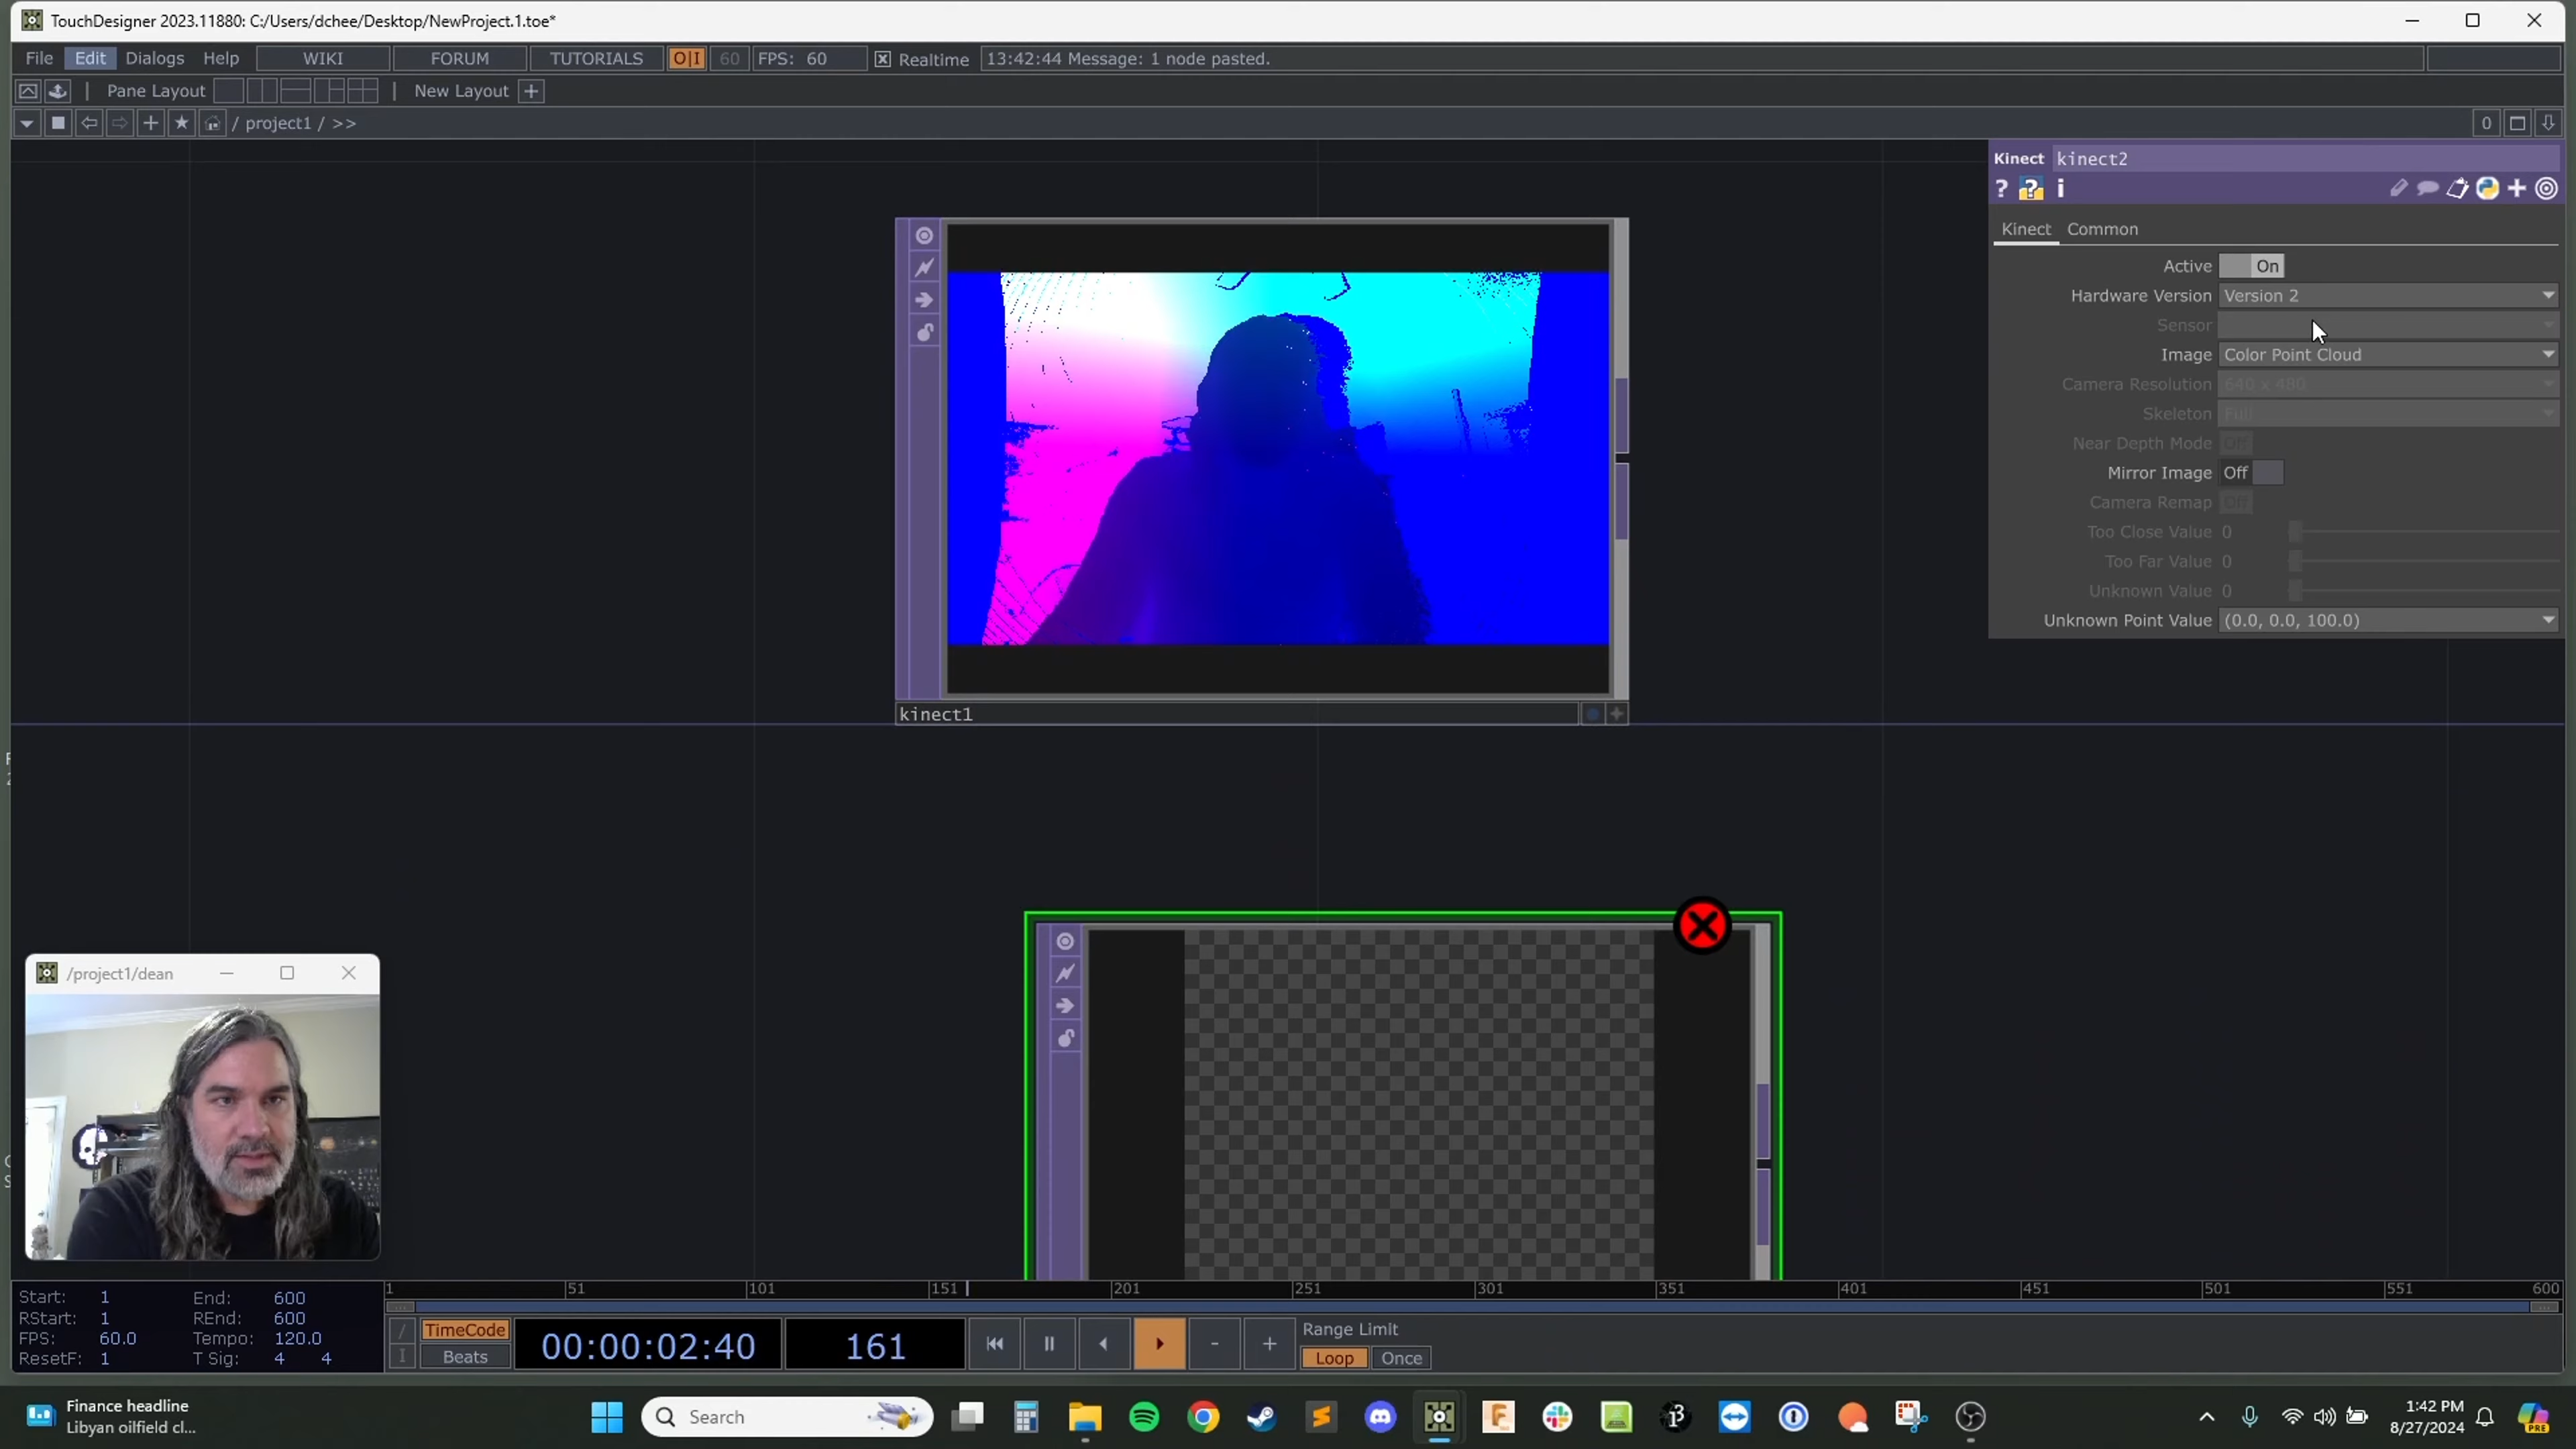 TouchDesigner 2023.11880: C:/Users/dchee/Desktop/NewProject.1.toe*
File Edit Dialogs Help WIKI FORUM TUTORIALS O|I 60 FPS: 60 Realtime 13:42:44 Message: 1 node pasted.
Pane Layout New Layout +
/ project1 / >> 0
Kinect kinect2
? ? i
Kinect Common
Active On
Hardware Version Version 2
Sensor
Image Color Point Cloud
Camera Resolution 640 x 480
Skeleton Full
Near Depth Mode Off
Mirror Image Off
Camera Remap Off
Too Close Value 0
Too Far Value 0
Unknown Value 0
Unknown Point Value (0.0, 0.0, 100.0)
kinect1
/project1/dean
1 51 101 151 201 251 301 351 401 451 501 551 600
Start: 1 End: 600
RStart: 1 REnd: 600
FPS: 60.0 Tempo: 120.0
ResetF: 1 T Sig: 4 4
/ TimeCode
I Beats
00:00:02:40 161 - +
Range Limit
Loop Once
Finance headline
Libyan oilfield cl...
Search
1:42 PM
8/27/2024
PRE